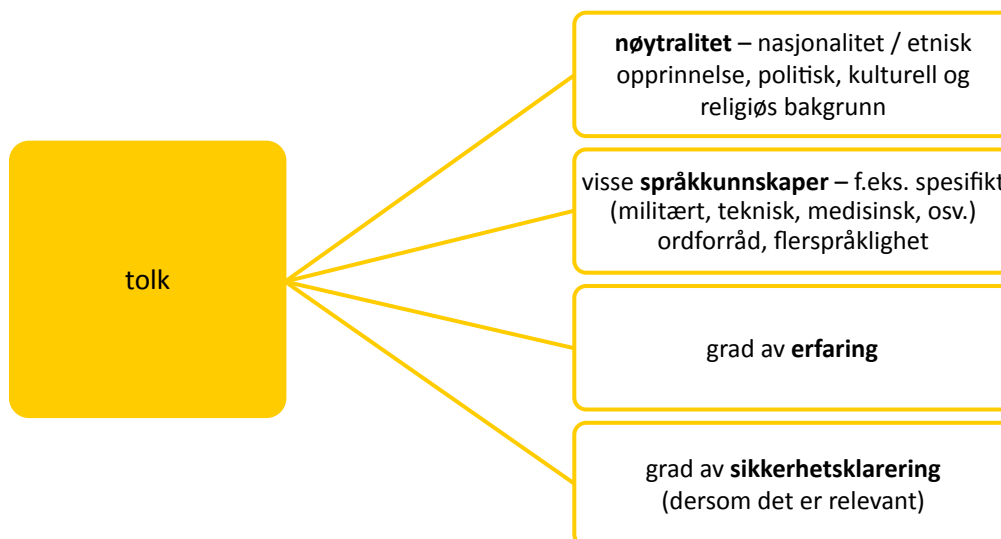 tolk
nøytralitet – nasjonalitet / etnisk
opprinnelse, politisk, kulturell og
religiøs bakgrunn
visse språkkunnskaper – f.eks. spesifikt
(militært, teknisk, medisinsk, osv.)
ordforråd, flerspråklighet
grad av erfaring
grad av sikkerhetsklarering
(dersom det er relevant)